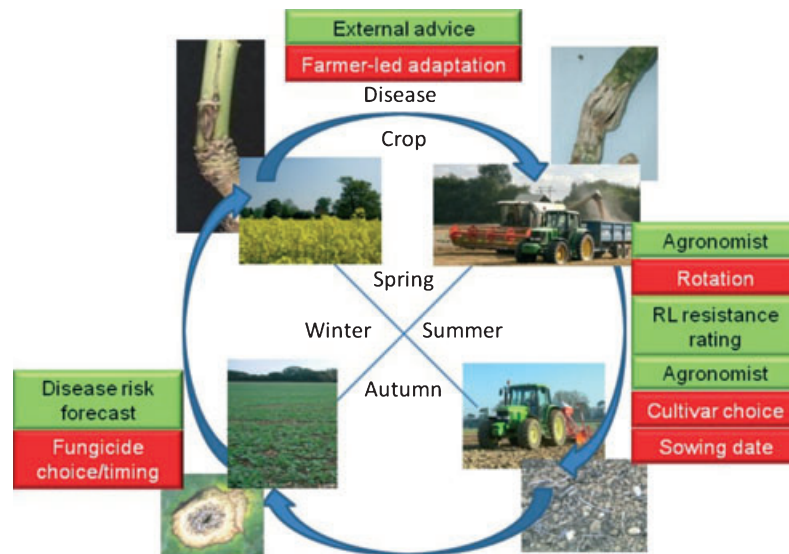 External advice
Farmer-led adaptation
Disease
Crop
Agronomist
Rotation
Spring
RL resistance
rating
Winter
Summer
Agronomist
Disease risk
forecast
Autumn
Cultivar choice
Fungicide
choice/timing
Sowing date